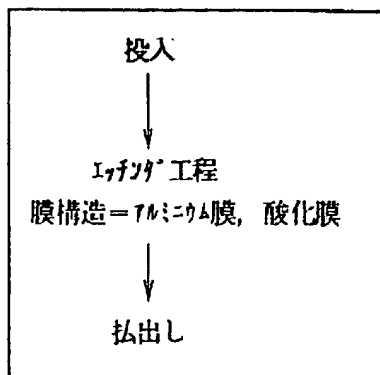 投入
ｴｯﾁﾝｸﾞ工程
膜構造＝ｱﾙﾐﾆｳﾑ膜，酸化膜
払出し